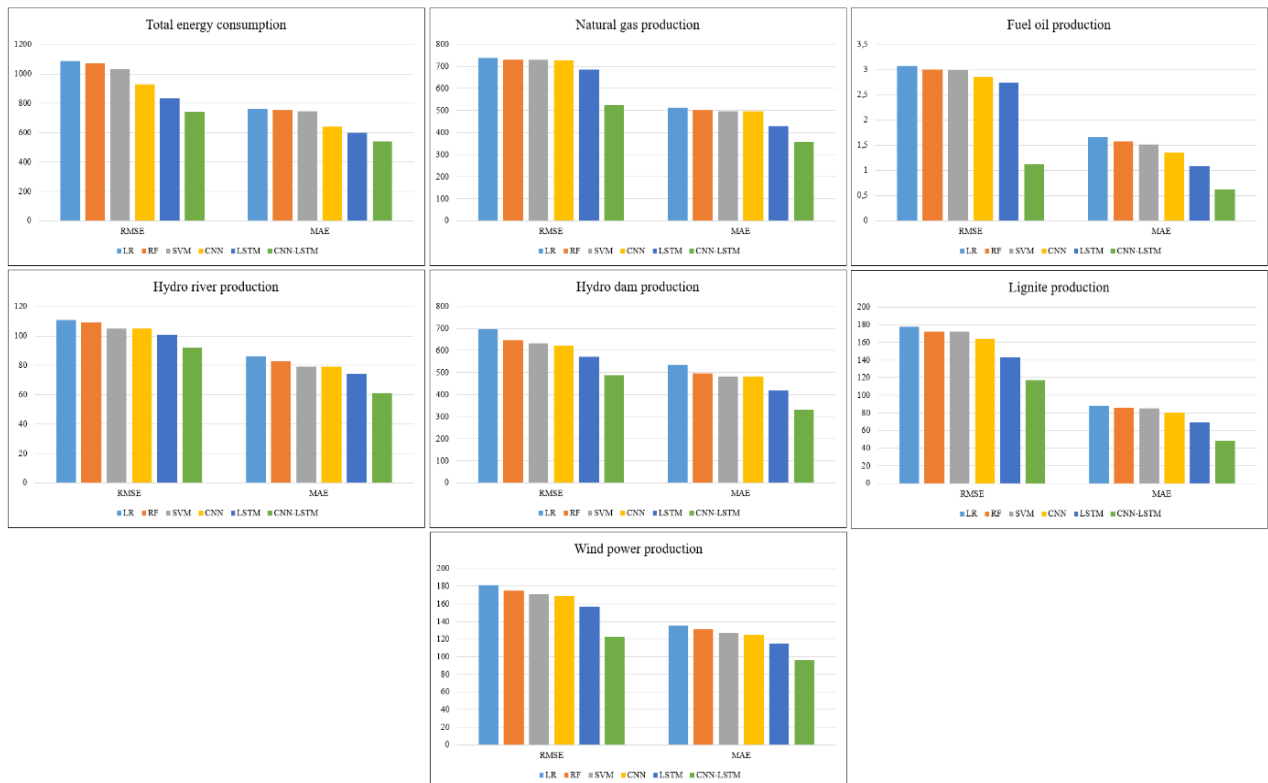 Total energy consumption
1200
1000
800
600
400
200
0
RMSE MAE
LR RF SVM CNN LSTM CNN-LSTM
Natural gas production
800
700
600
500
400
300
200
100
0
RMSE MAE
LR RF SVM CNN LSTM CNN-LSTM
Fuel oil production
3,5
3
2,5
2
1,5
1
0,5
0
RMSE MAE
LR RF SVM CNN LSTM CNN-LSTM
Hydro river production
120
100
80
60
40
20
0
RMSE MAE
LR RF SVM CNN LSTM CNN-LSTM
Hydro dam production
800
700
600
500
400
300
200
100
0
RMSE MAE
LR RF SVM CNN LSTM CNN-LSTM
Lignite production
200
180
160
140
120
100
80
60
40
20
0
RMSE MAE
LR RF SVM CNN LSTM CNN-LSTM
Wind power production
200
180
160
140
120
100
80
60
40
20
0
RMSE MAE
LR RF SVM CNN LSTM CNN-LSTM